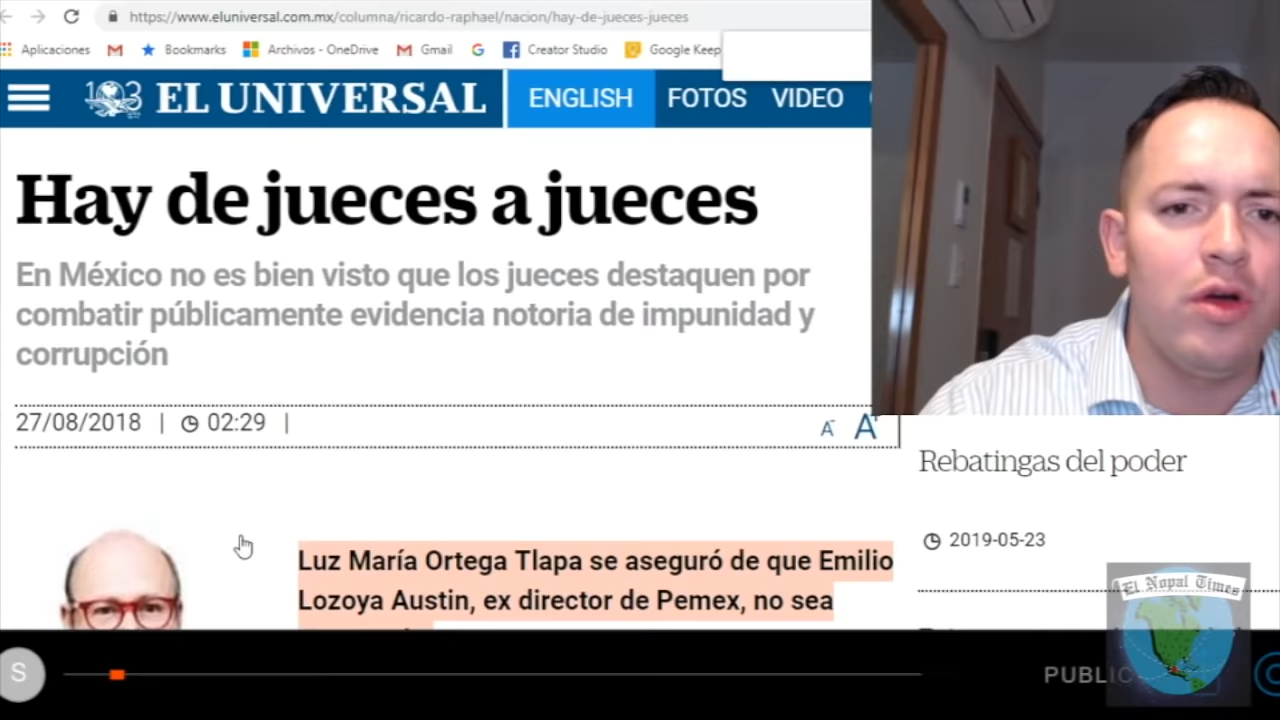 https://www.eluniversal.com.mx/columna/ricardo-raphael/nacion/hay-de-jueces-jueces
Aplicaciones Bookmarks Archivos - OneDrive Gmail Creator Studio Google Keep
103 EL UNIVERSAL ENGLISH FOTOS VIDEO
Hay de jueces a jueces
En México no es bien visto que los jueces destaquen por
combatir públicamente evidencia notoria de impunidad y
corrupción
27/08/2018 | 02:29 | A- A+
Rebatingas del poder
2019-05-23
Luz María Ortega Tlapa se aseguró de que Emilio
Lozoya Austin, ex director de Pemex, no sea
El Nopal Times
S PUBLIC